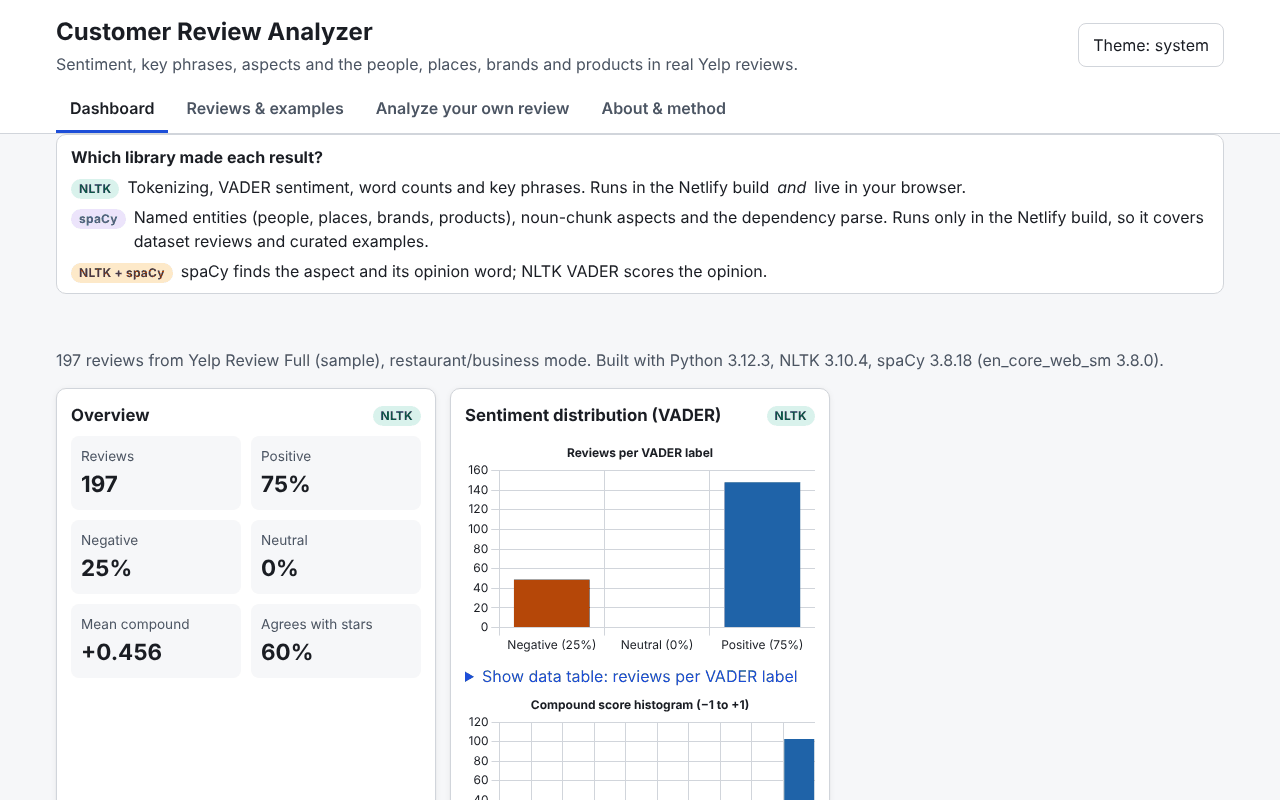 Customer Review Analyzer
Sentiment, key phrases, aspects and the people, places, brands and products in real Yelp reviews.
Theme: system
Dashboard
Reviews & examples
Analyze your own review
About & method
Which library made each result?
NLTK Tokenizing, VADER sentiment, word counts and key phrases. Runs in the Netlify build and live in your browser.
spaCy Named entities (people, places, brands, products), noun-chunk aspects and the dependency parse. Runs only in the Netlify build, so it covers
dataset reviews and curated examples.
NLTK + spaCy spaCy finds the aspect and its opinion word; NLTK VADER scores the opinion.
197 reviews from Yelp Review Full (sample), restaurant/business mode. Built with Python 3.12.3, NLTK 3.10.4, spaCy 3.8.18 (en_core_web_sm 3.8.0).
Overview
NLTK
Reviews
197
Positive
75%
Negative
25%
Neutral
0%
Mean compound
+0.456
Agrees with stars
60%
Sentiment distribution (VADER)
NLTK
Reviews per VADER label
160
140
120
100
80
60
40
20
0
Negative (25%)
Neutral (0%)
Positive (75%)
▶ Show data table: reviews per VADER label
Compound score histogram (−1 to +1)
120
100
80
60
40